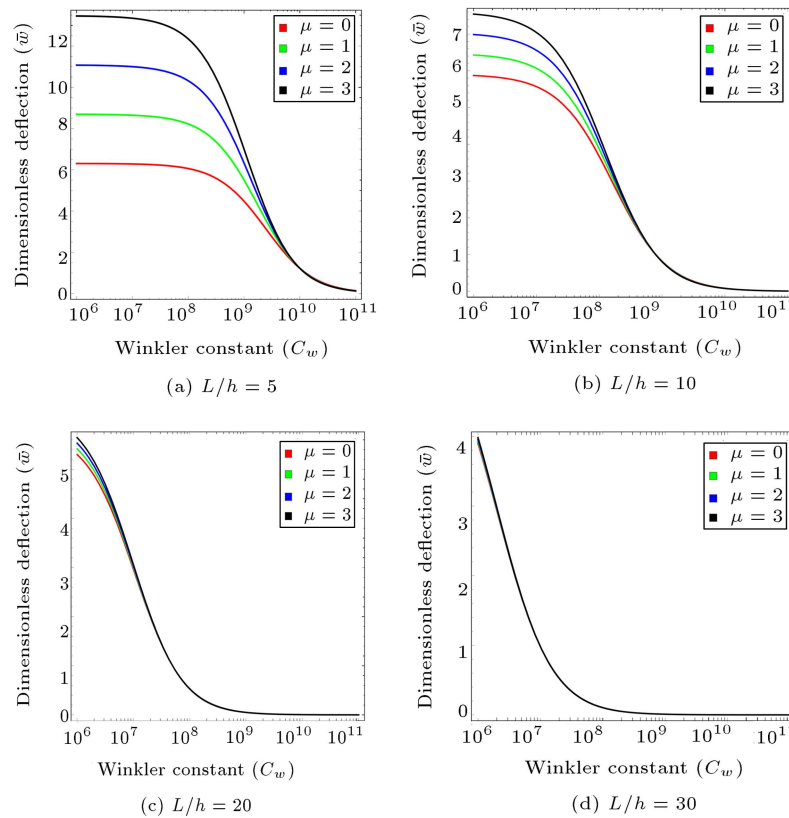 Dimensionless deflection (w̄)
12
10
8
6
4
2
0
μ = 0
μ = 1
μ = 2
μ = 3
10⁶ 10⁷ 10⁸ 10⁹ 10¹⁰ 10¹¹
Winkler constant (C_w)
(a) L/h = 5
Dimensionless deflection (w̄)
7
6
5
4
3
2
1
0
μ = 0
μ = 1
μ = 2
μ = 3
10⁶ 10⁷ 10⁸ 10⁹ 10¹⁰ 10¹
Winkler constant (C_w)
(b) L/h = 10
Dimensionless deflection (w̄)
5
4
3
2
1
0
μ = 0
μ = 1
μ = 2
μ = 3
10⁶ 10⁷ 10⁸ 10⁹ 10¹⁰ 10¹¹
Winkler constant (C_w)
(c) L/h = 20
Dimensionless deflection (w̄)
4
3
2
1
0
μ = 0
μ = 1
μ = 2
μ = 3
10⁶ 10⁷ 10⁸ 10⁹ 10¹⁰ 10¹
Winkler constant (C_w)
(d) L/h = 30